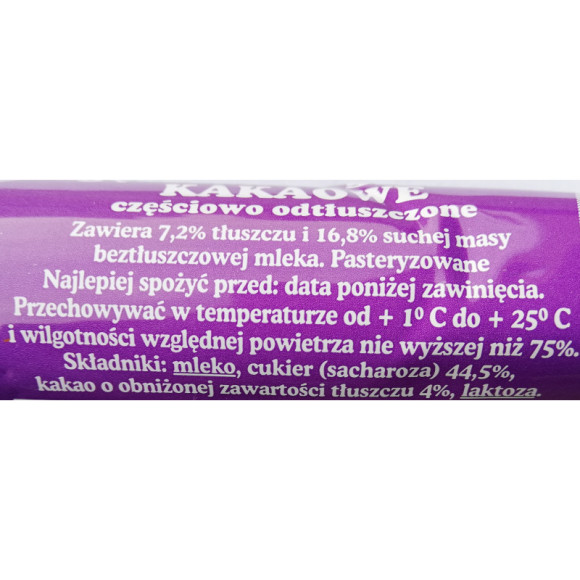 KAKAOWE
częściowo odtłuszczone
Zawiera 7,2% tłuszczu i 16,8% suchej masy
beztłuszczowej mleka. Pasteryzowane
Najlepiej spożyć przed: data poniżej zawinięcia.
Przechowywać w temperaturze od + 1⁰ C do + 25⁰ C
i wilgotności względnej powietrza nie wyższej niż 75%.
Składniki: mleko, cukier (sacharoza) 44,5%,
kakao o obniżonej zawartości tłuszczu 4%, laktoza.